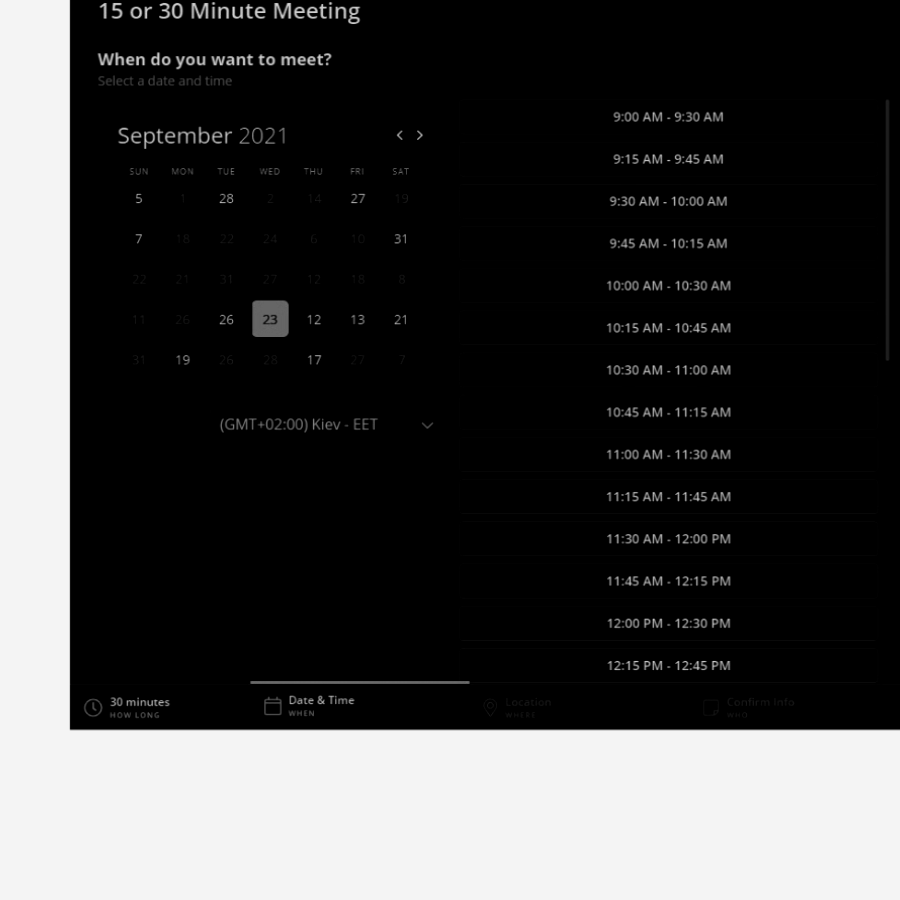 15 or 30 Minute Meeting
When do you want to meet?
Select a date and time
September 2021
SUN MON TUE WED THU FRI SAT
5 1 28 2 14 27 19
7 18 22 24 6 10 31
22 21 31 27 12 18 8
11 26 26 23 12 13 21
31 19 26 28 17 27 7
(GMT+02:00) Kiev - EET
9:00 AM - 9:30 AM
9:15 AM - 9:45 AM
9:30 AM - 10:00 AM
9:45 AM - 10:15 AM
10:00 AM - 10:30 AM
10:15 AM - 10:45 AM
10:30 AM - 11:00 AM
10:45 AM - 11:15 AM
11:00 AM - 11:30 AM
11:15 AM - 11:45 AM
11:30 AM - 12:00 PM
11:45 AM - 12:15 PM
12:00 PM - 12:30 PM
12:15 PM - 12:45 PM
30 minutes
HOW LONG
Date & Time
WHEN
Location
WHERE
Confirm Info
WHO